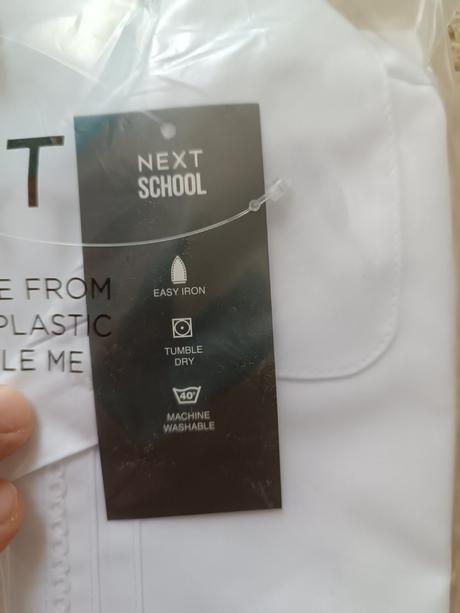 T
NEXT
SCHOOL
EASY IRON
E FROM
PLASTIC
TUMBLE
DRY
LE ME
40°
MACHINE
WASHABLE